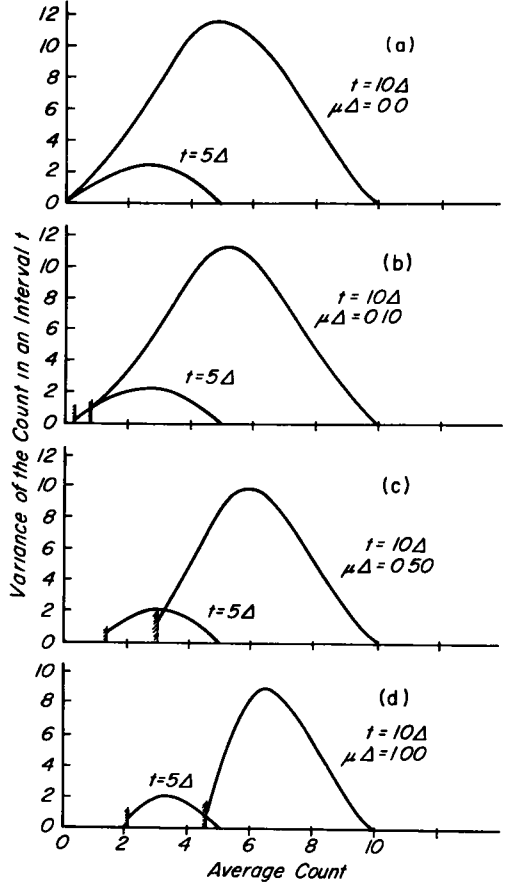 12
10
8
6
4
2
0
(a)
t = 10Δ
μΔ = 0.0
t = 5Δ
12
10
8
6
4
2
0
(b)
t = 10Δ
μΔ = 0.10
t = 5Δ
12
10
8
6
4
2
0
(c)
t = 10Δ
μΔ = 0.50
t = 5Δ
10
8
6
4
2
0
(d)
t = 10Δ
μΔ = 1.00
t = 5Δ
0 2 4 6 8 10
Average Count
Variance of the Count in an Interval t